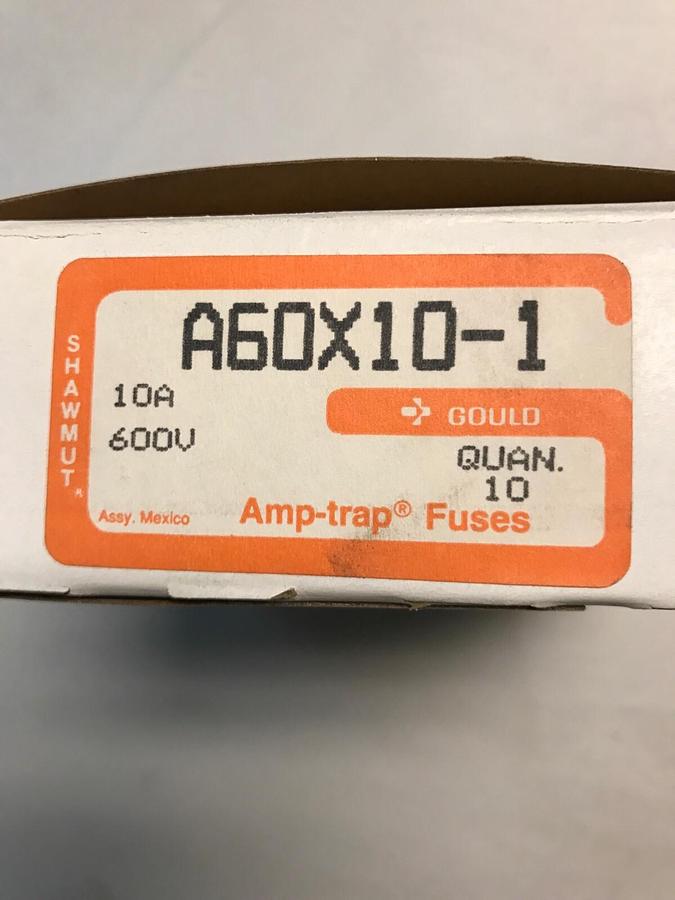 A60X10-1
SHAWMUT®
10A
600V
GOULD
QUAN.
10
Assy. Mexico
Amp-trap® Fuses